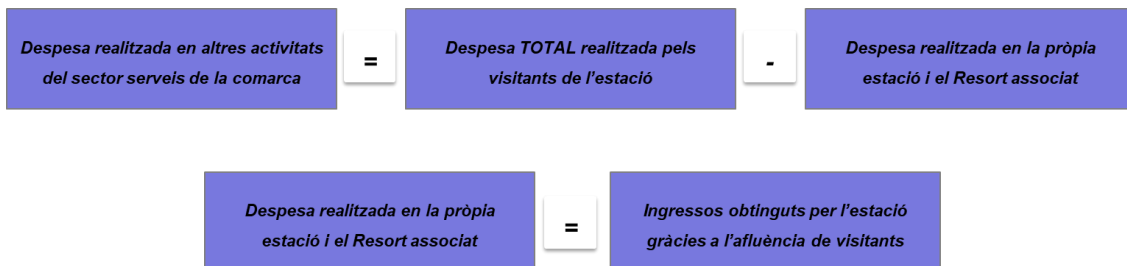 Despesa realitzada en altres activitats
del sector serveis de la comarca
=
Despesa TOTAL realitzada pels
visitants de l'estació
-
Despesa realitzada en la pròpia
estació i el Resort associat
Despesa realitzada en la pròpia
estació i el Resort associat
=
Ingressos obtinguts per l'estació
gràcies a l'afluència de visitants